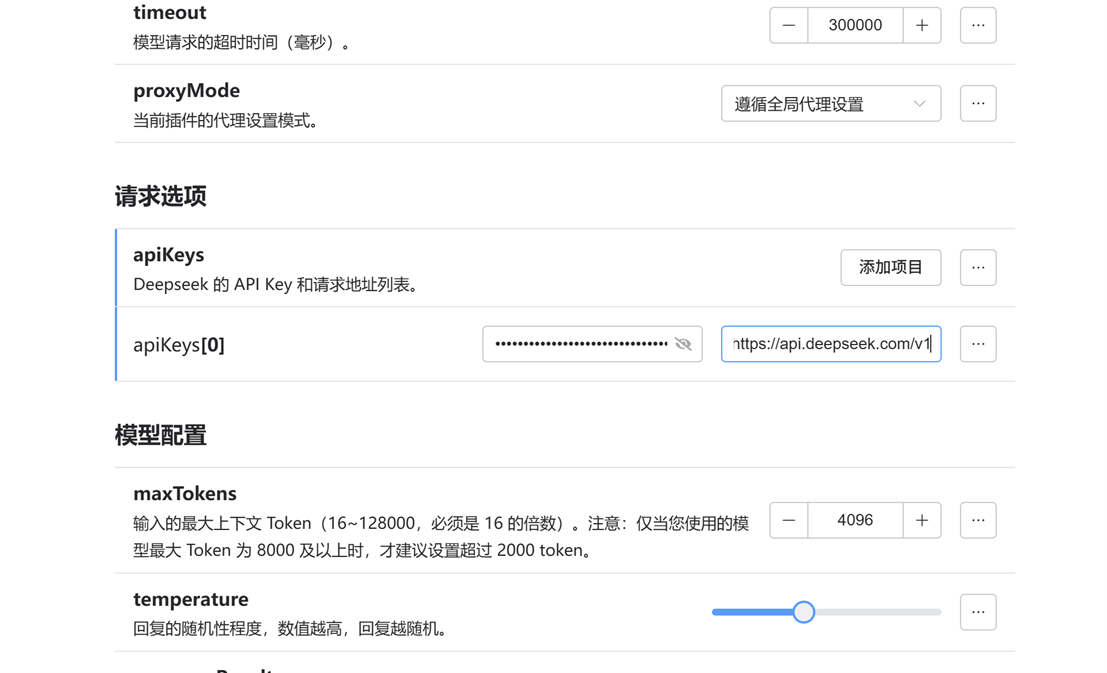 timeout
模型请求的超时时间（毫秒）。
300000
proxyMode
当前插件的代理设置模式。
遵循全局代理设置
请求选项
apiKeys
Deepseek 的 API Key 和请求地址列表。
添加项目
apiKeys[0]
https://api.deepseek.com/v1
模型配置
maxTokens
输入的最大上下文 Token（16~128000，必须是 16 的倍数）。注意：仅当您使用的模
型最大 Token 为 8000 及以上时，才建议设置超过 2000 token。
4096
temperature
回复的随机性程度，数值越高，回复越随机。